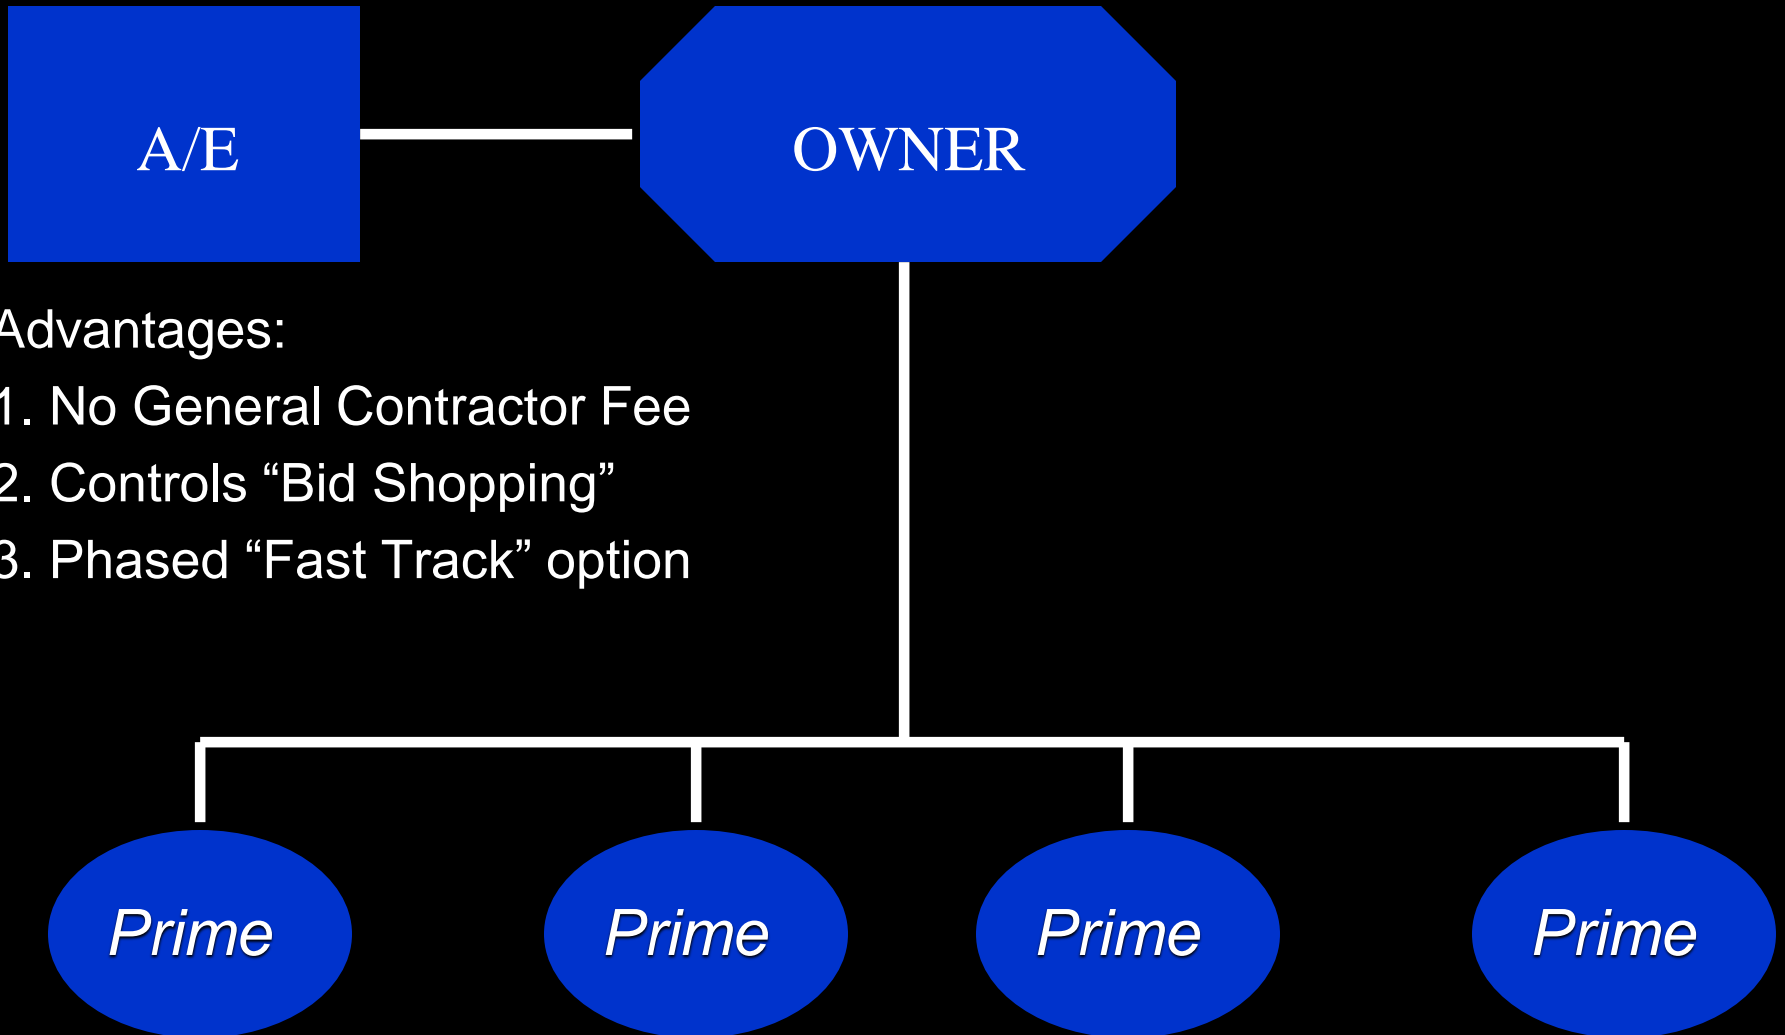 A/E
OWNER
Advantages:
1. No General Contractor Fee
2. Controls “Bid Shopping”
3. Phased “Fast Track” option
Prime
Prime
Prime
Prime